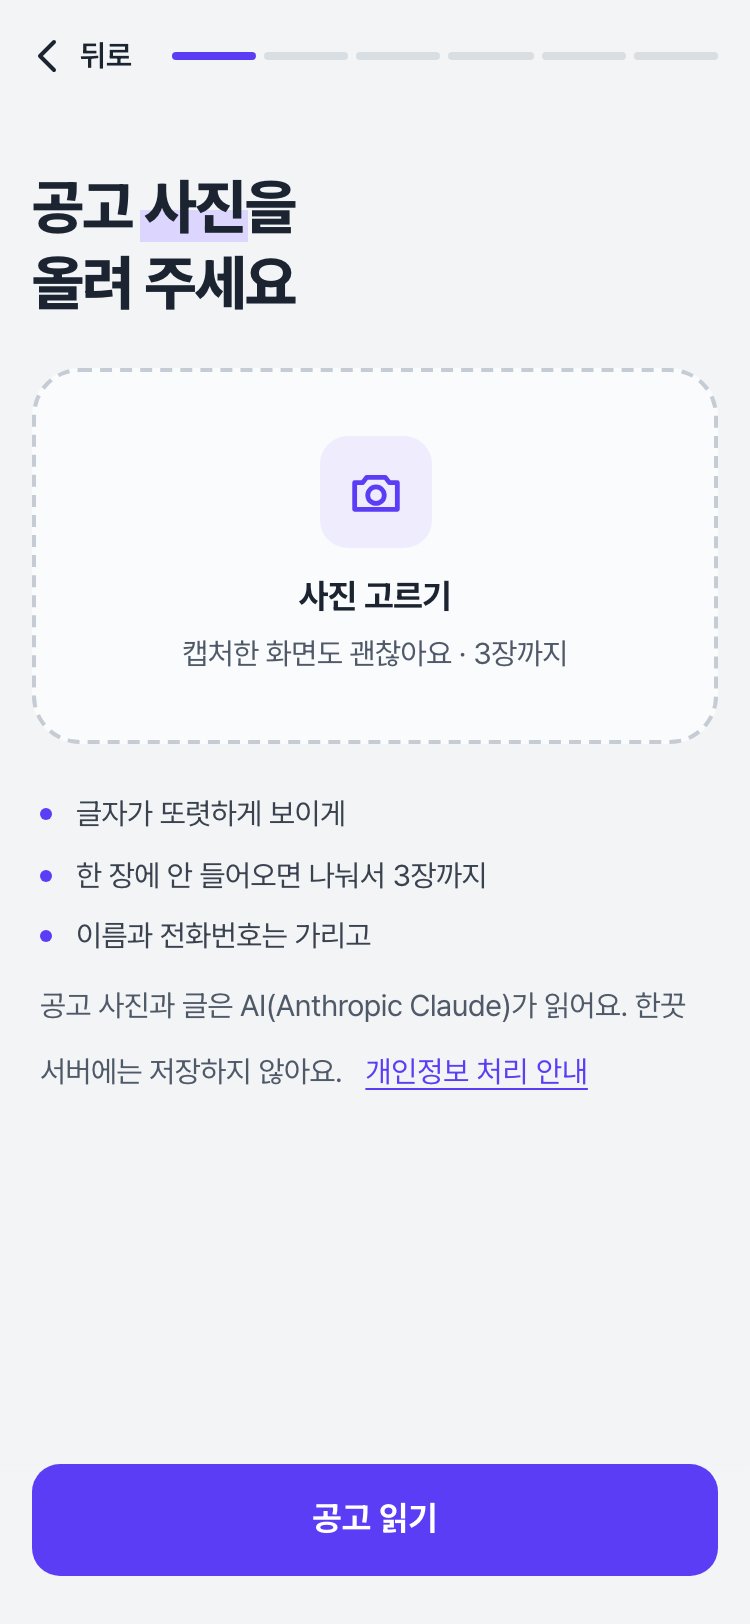 뒤로
공고 사진을
올려 주세요
사진 고르기
캡처한 화면도 괜찮아요 · 3장까지
글자가 또렷하게 보이게
한 장에 안 들어오면 나눠서 3장까지
이름과 전화번호는 가리고
공고 사진과 글은 AI(Anthropic Claude)가 읽어요. 한끗
서버에는 저장하지 않아요. 개인정보 처리 안내
공고 읽기